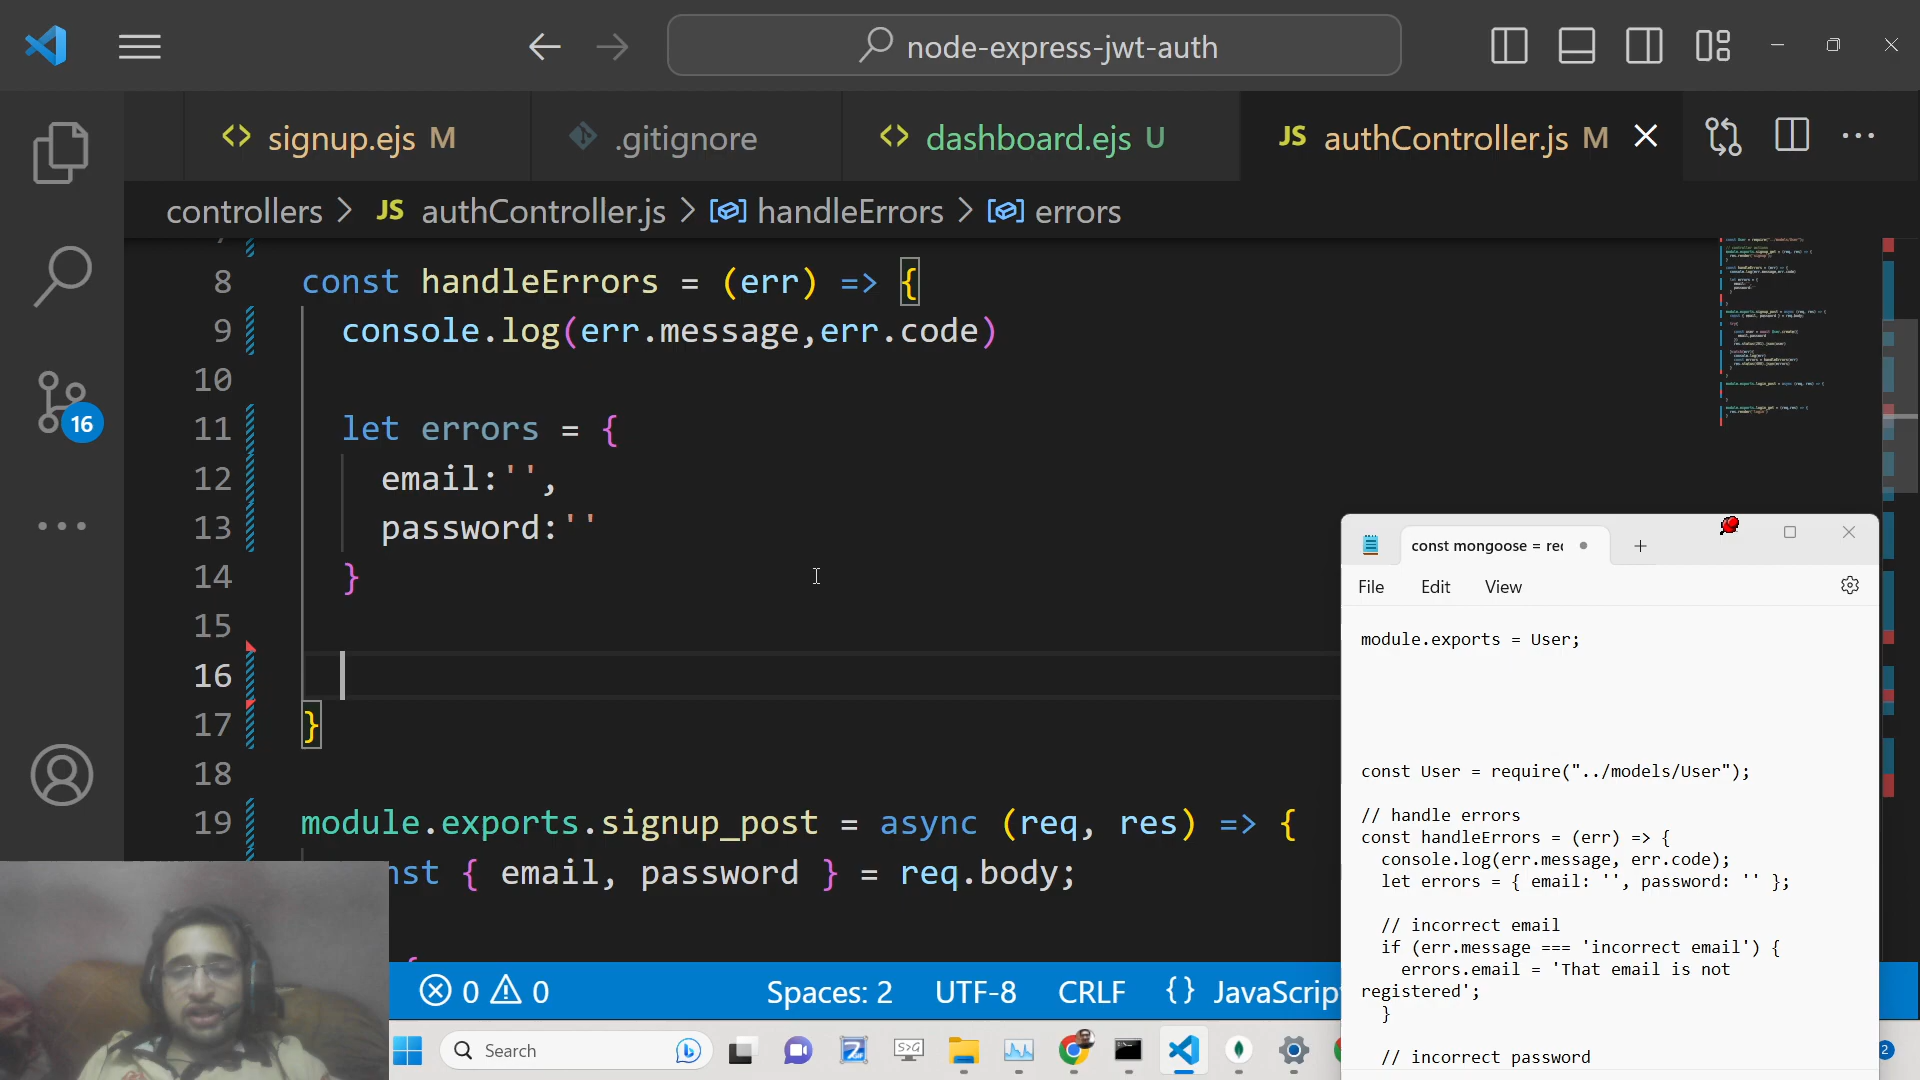 node-express-jwt-auth
signup.ejs M
.gitignore
dashboard.ejs U
JS authController.js M
controllers > JS authController.js > handleErrors > errors
8 const handleErrors = (err) => {
9 console.log(err.message,err.code)
10
11 let errors = {
12 email:'',
13 password:''
14 }
15
16
17 }
18
19 module.exports.signup_post = async (req, res) => {
nst { email, password } = req.body;
{
16
const mongoose = rec
File Edit View
module.exports = User;
const User = require("../models/User");
// handle errors
const handleErrors = (err) => {
console.log(err.message, err.code);
let errors = { email: '', password: '' };
// incorrect email
if (err.message === 'incorrect email') {
errors.email = 'That email is not
registered';
}
// incorrect password
0 0
Spaces: 2 UTF-8 CRLF {} JavaScrip
Search
S>G
2